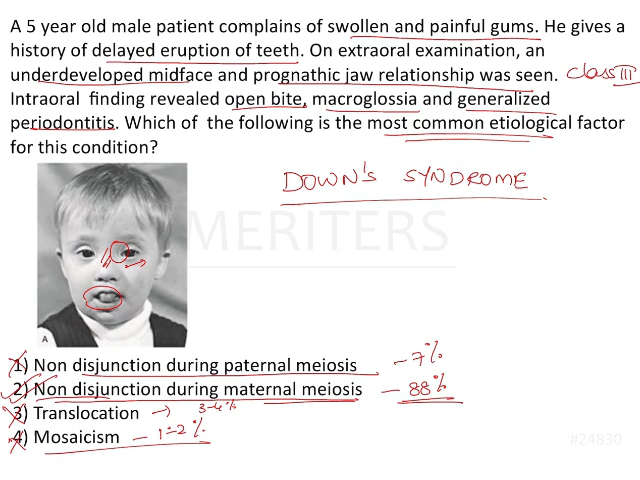 A 5 year old male patient complains of swollen and painful gums. He gives a
history of delayed eruption of teeth. On extraoral examination, an
underdeveloped midface and prognathic jaw relationship was seen. Class III
Intraoral finding revealed open bite, macroglossia and generalized
periodontitis. Which of the following is the most common etiological factor
for this condition?
DOWN's SYNDROME
MERITERS
A
1) Non disjunction during paternal meiosis - 7%
2) Non disjunction during maternal meiosis - 88%
3) Translocation → 3-4%
4) Mosaicism - 1-2%
#24830